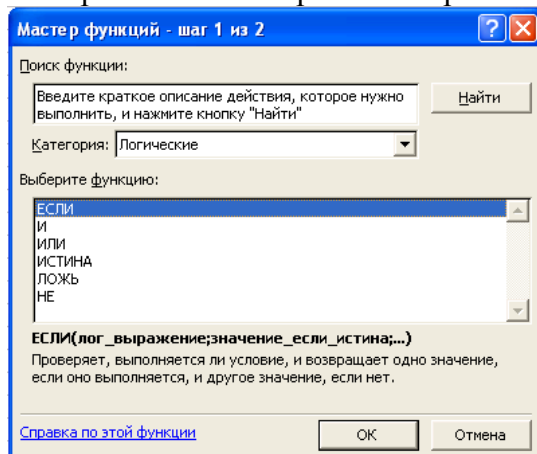 Мастер функций - шаг 1 из 2
Поиск функции:
Введите краткое описание действия, которое нужно
выполнить, и нажмите кнопку "Найти"
Найти
Категория: Логические
Выберите функцию:
ЕСЛИ
И
ИЛИ
ИСТИНА
ЛОЖЬ
НЕ
ЕСЛИ(лог_выражение;значение_если_истина;...)
Проверяет, выполняется ли условие, и возвращает одно значение,
если оно выполняется, и другое значение, если нет.
Справка по этой функции
ОК
Отмена